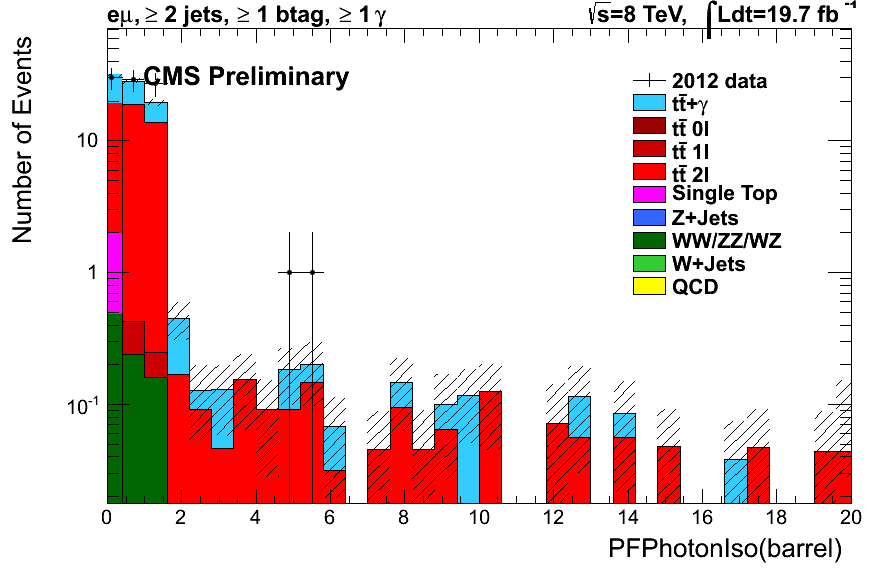 eμ, ≥ 2 jets, ≥ 1 btag, ≥ 1 γ
√s=8 TeV, ∫Ldt=19.7 fb⁻¹
CMS Preliminary
2012 data
tt̄+γ
tt̄ 0l
tt̄ 1l
tt̄ 2l
Single Top
Z+Jets
WW/ZZ/WZ
W+Jets
QCD
Number of Events
10
1
10⁻¹
0 2 4 6 8 10 12 14 16 18 20
PFPhotonIso(barrel)